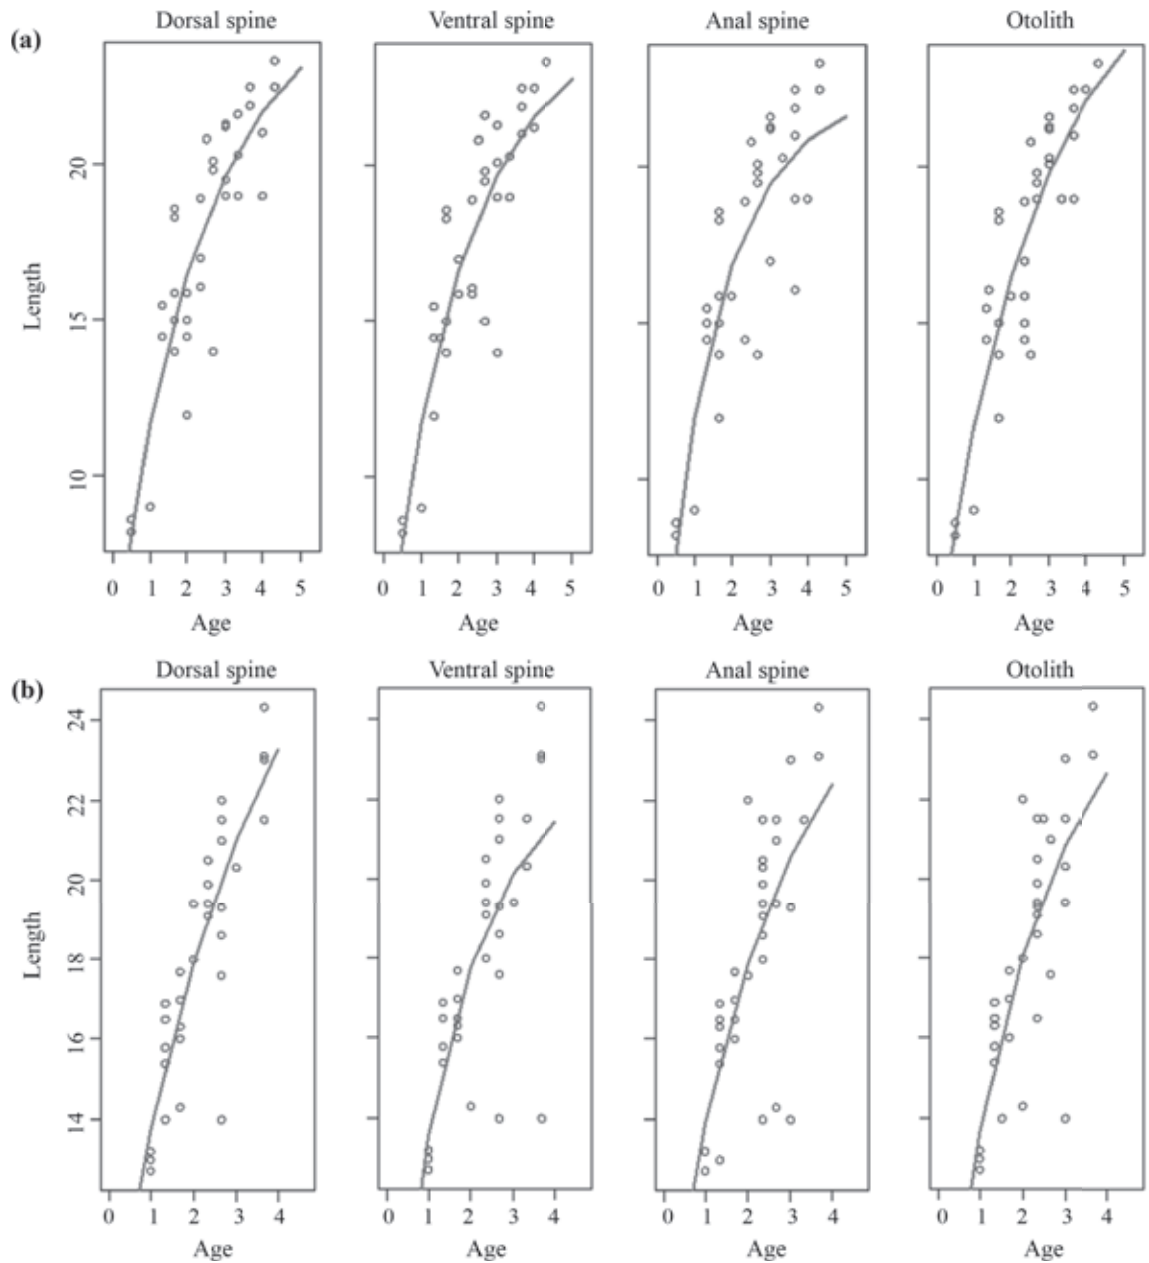 (a)
Dorsal spine Ventral spine Anal spine Otolith
Length
20
15
10
0 1 2 3 4 5 0 1 2 3 4 5 0 1 2 3 4 5 0 1 2 3 4 5
Age Age Age Age
(b)
Dorsal spine Ventral spine Anal spine Otolith
Length
24
22
20
18
16
14
0 1 2 3 4 0 1 2 3 4 0 1 2 3 4 0 1 2 3 4
Age Age Age Age